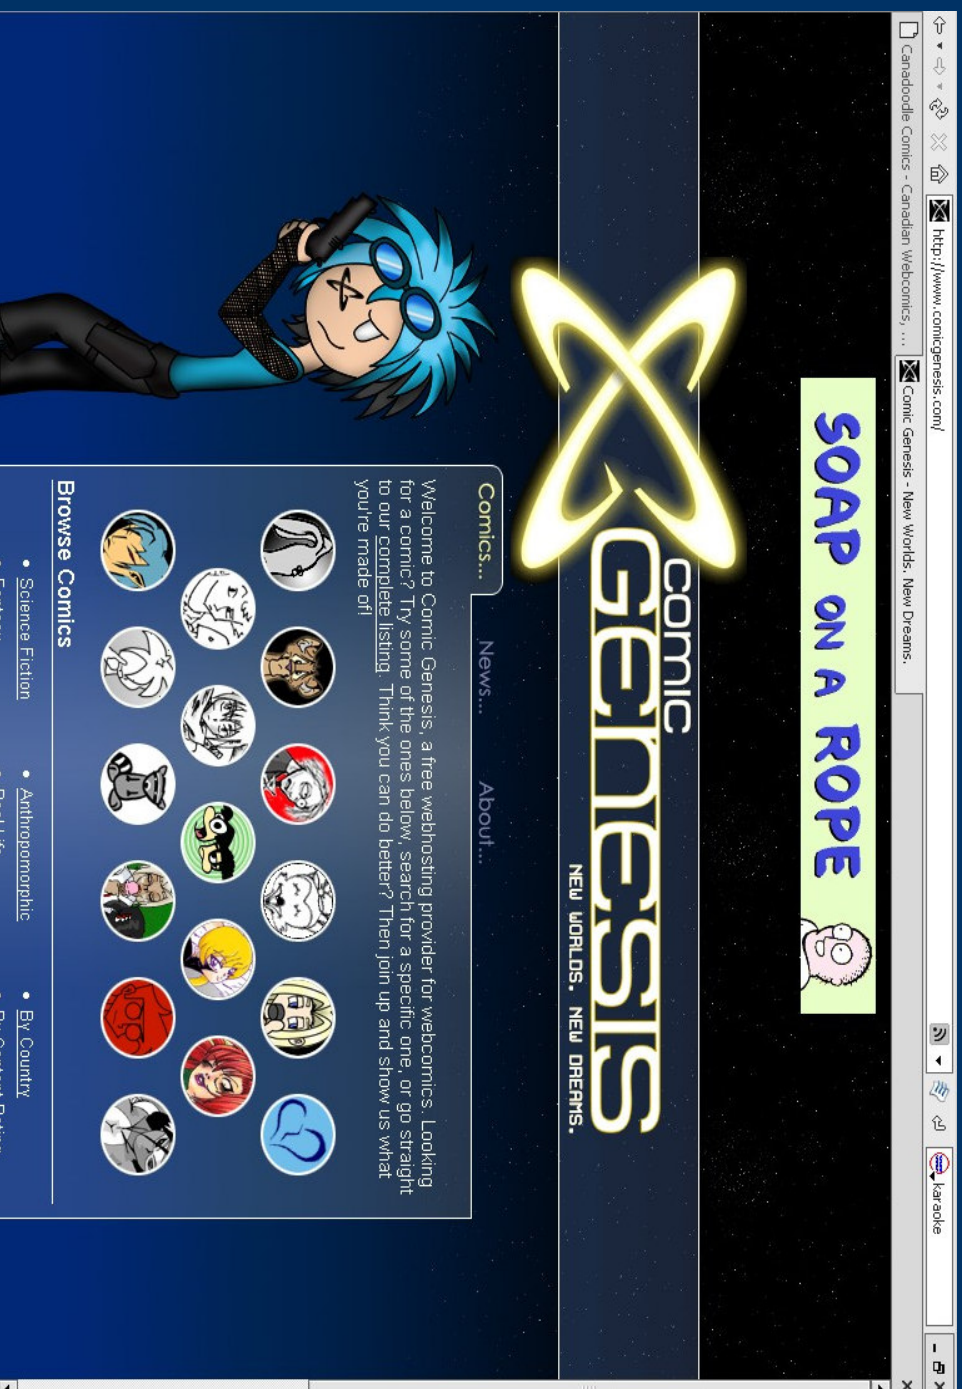 http://www.comicgenesis.com/
karaoke
Canadoodle Comics - Canadian Webcomics, ...
Comic Genesis - New Worlds. New Dreams.
SOAP ON A ROPE
COMIC
GENESIS
NEW WORLDS. NEW DREAMS.
Comics... News... About...
Welcome to Comic Genesis, a free webhosting provider for webcomics. Looking
for a comic? Try some of the ones below, search for a specific one, or go straight
to our complete listing. Think you can do better? Then join up and show us what
you're made of!
Browse Comics
• Science Fiction • Anthropomorphic • By Country